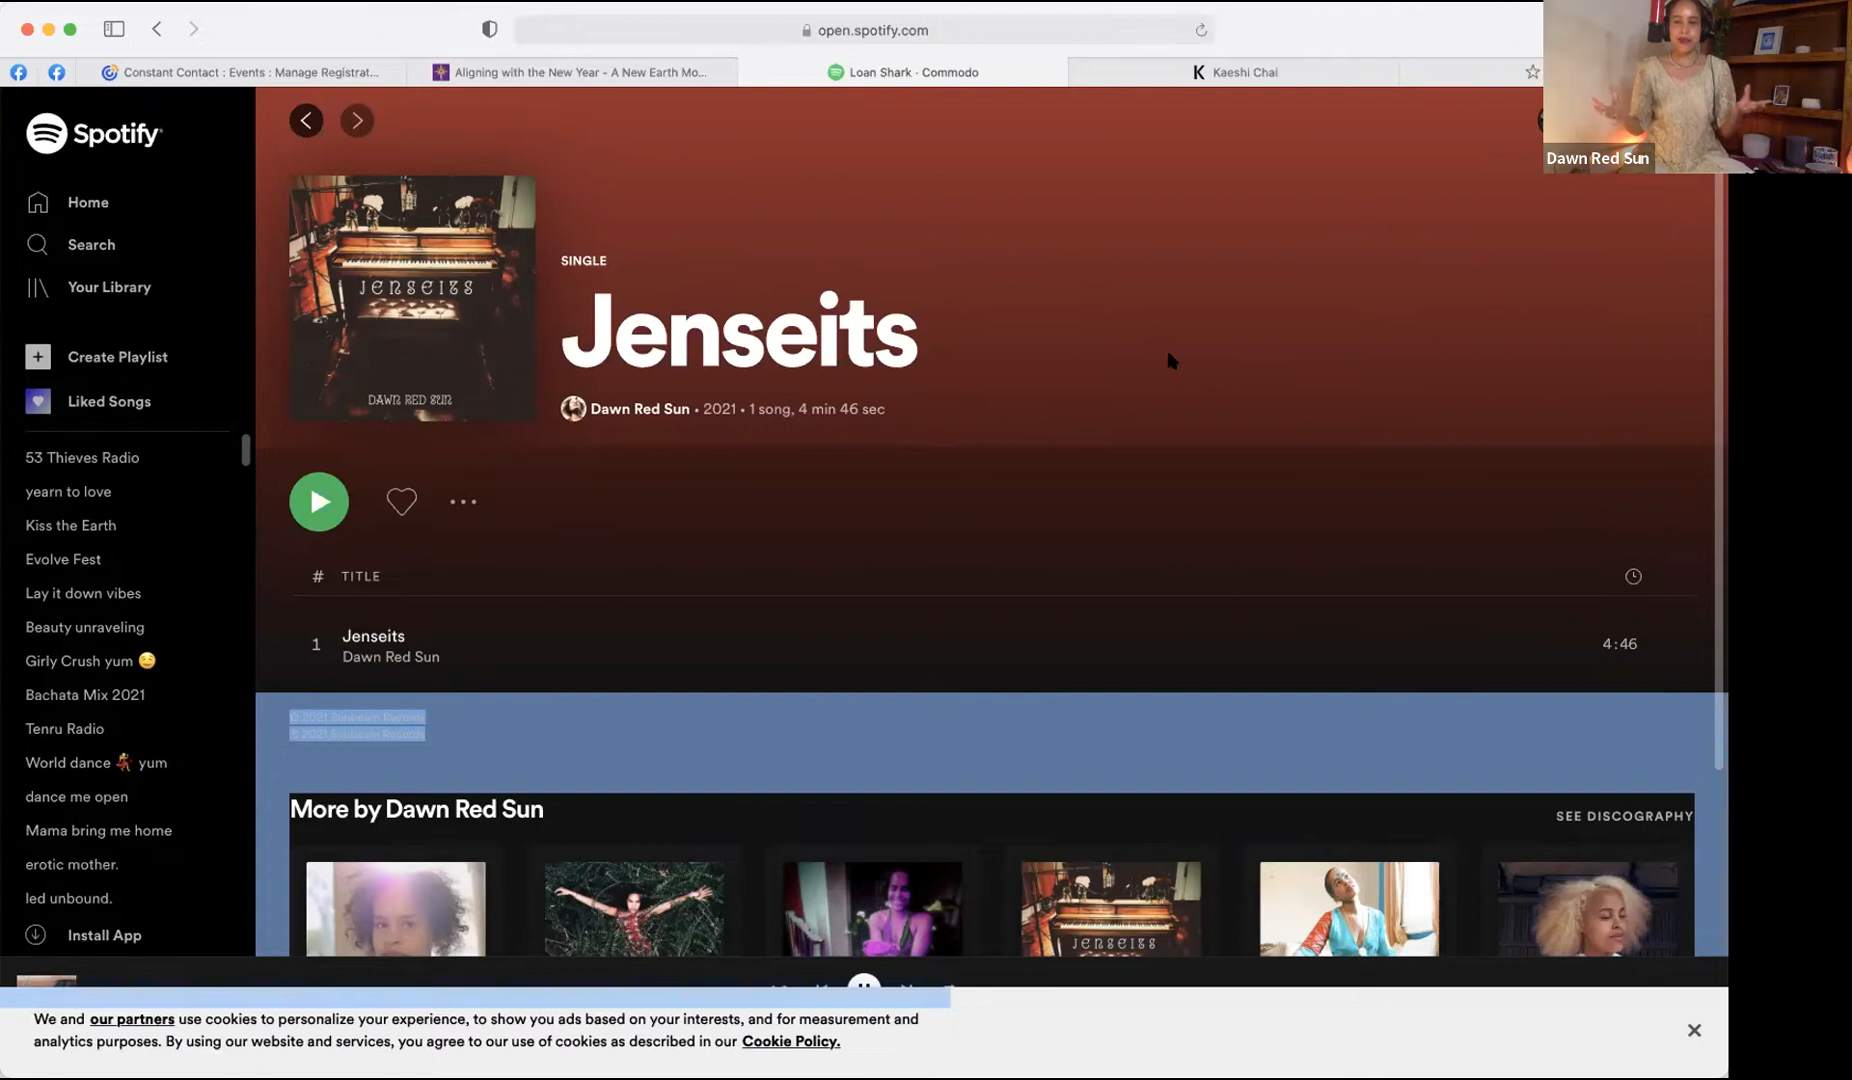 open.spotify.com
Constant Contact : Events : Manage Registrat...
Aligning with the New Year - A New Earth Mo...
Loan Shark · Commodo
K Kaeshi Chai
Dawn Red Sun
Spotify
Home
Search
Your Library
Create Playlist
Liked Songs
53 Thieves Radio
yearn to love
Kiss the Earth
Evolve Fest
Lay it down vibes
Beauty unraveling
Girly Crush yum 😋
Bachata Mix 2021
Tenru Radio
World dance 💃 yum
dance me open
Mama bring me home
erotic mother.
led unbound.
Install App
JENSEITS
DAWN RED SUN
SINGLE
Jenseits
Dawn Red Sun • 2021 • 1 song, 4 min 46 sec
# TITLE
1 Jenseits 4:46
Dawn Red Sun
© 2021 Sunbeam Records
℗ 2021 Sunbeam Records
More by Dawn Red Sun
SEE DISCOGRAPHY
JENSEITS
We and our partners use cookies to personalize your experience, to show you ads based on your interests, and for measurement and
analytics purposes. By using our website and services, you agree to our use of cookies as described in our Cookie Policy.